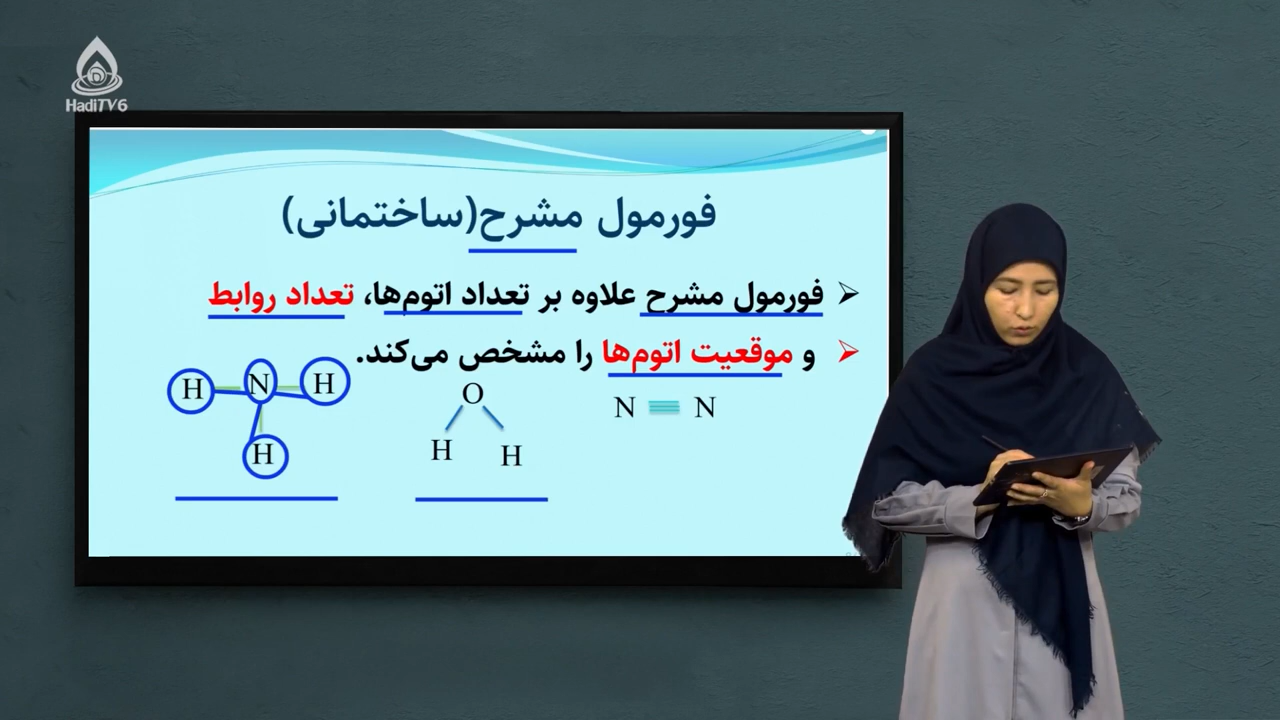 HadiTV6
فورمول مشرح(ساختمانی)
فورمول مشرح علاوه بر تعداد اتوم‌ها، تعداد روابط
و موقعیت اتوم‌ها را مشخص می‌کند.
H N H
H
O
H H
N N